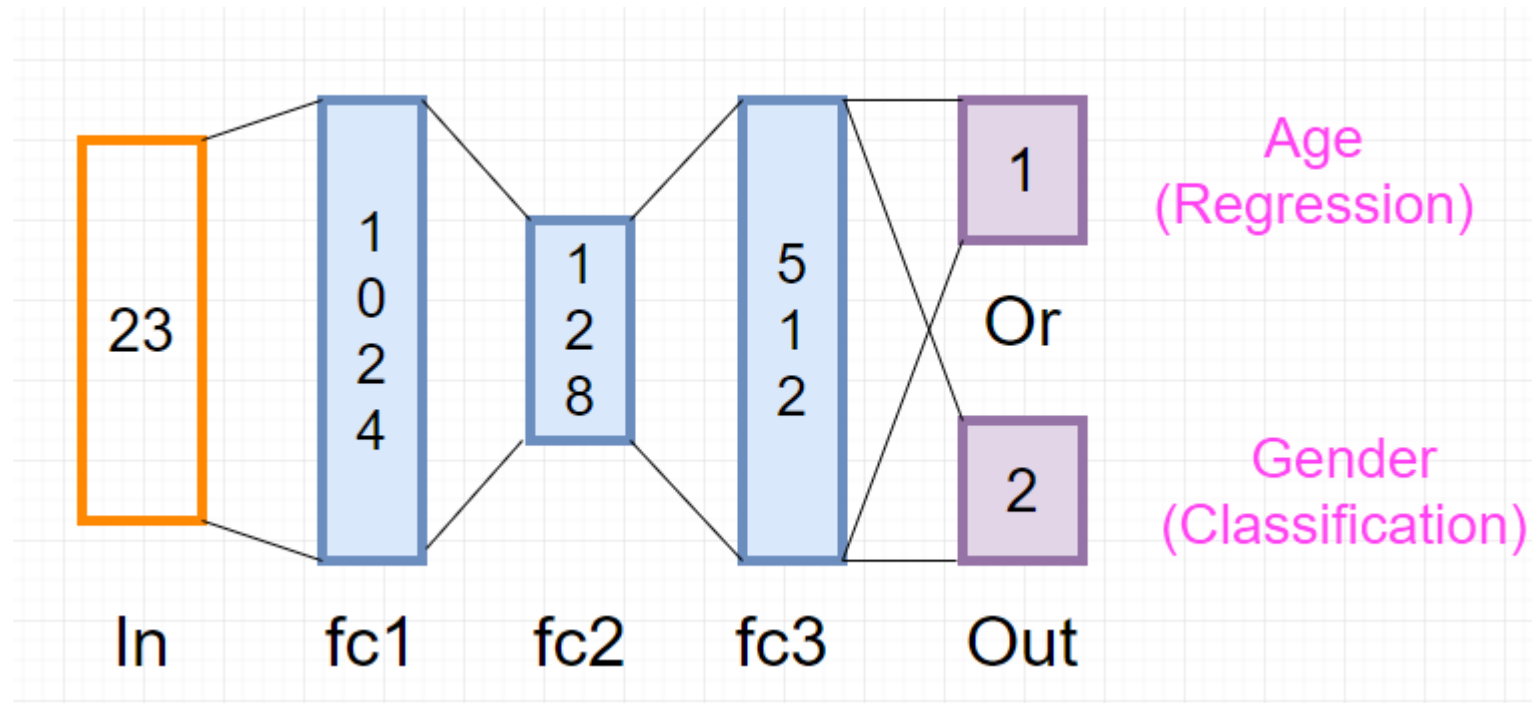 23
1
0
2
4
1
2
8
5
1
2
1
Or
2
Age
(Regression)
Gender
(Classification)
In
fc1
fc2
fc3
Out